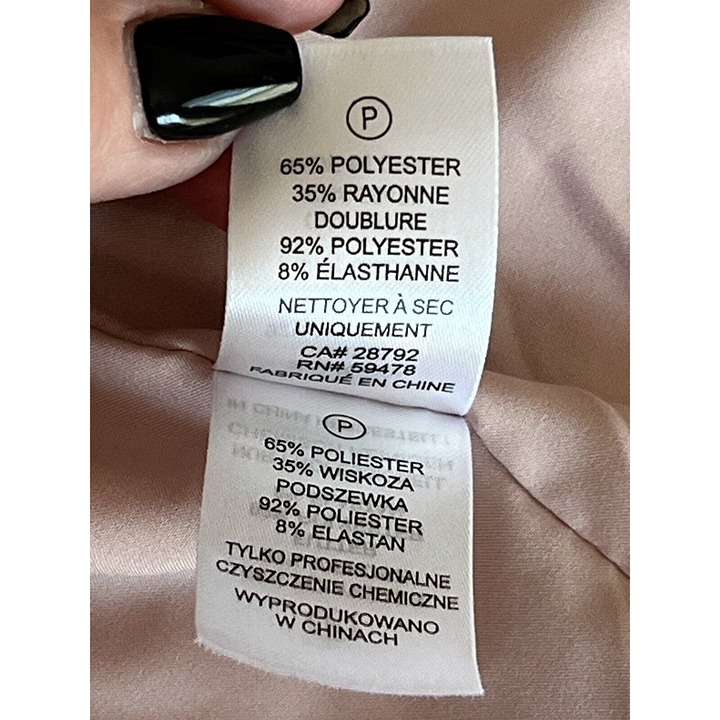 P
65% POLYESTER
35% RAYONNE
DOUBLURE
92% POLYESTER
8% ÉLASTHANNE
NETTOYER À SEC
UNIQUEMENT
CA# 28792
RN# 59478
FABRIQUÉ EN CHINE
P
65% POLIESTER
35% WISKOZA
PODSZEWKA
92% POLIESTER
8% ELASTAN
TYLKO PROFESJONALNE
CZYSZCZENIE CHEMICZNE
WYPRODUKOWANO
W CHINACH